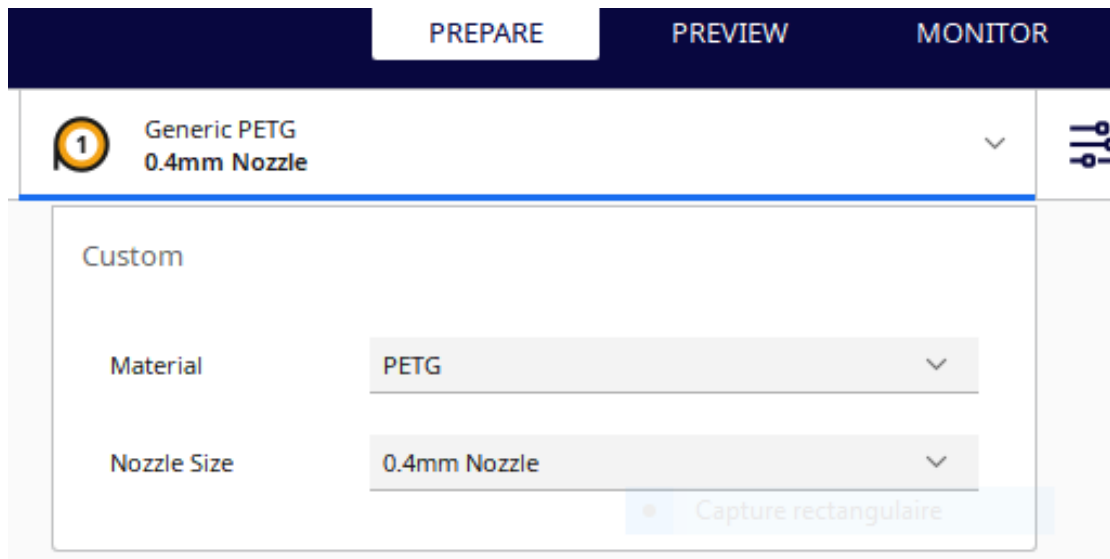 PREPARE PREVIEW MONITOR
1
Generic PETG
0.4mm Nozzle
Custom
Material PETG
Nozzle Size 0.4mm Nozzle
Capture rectangulaire